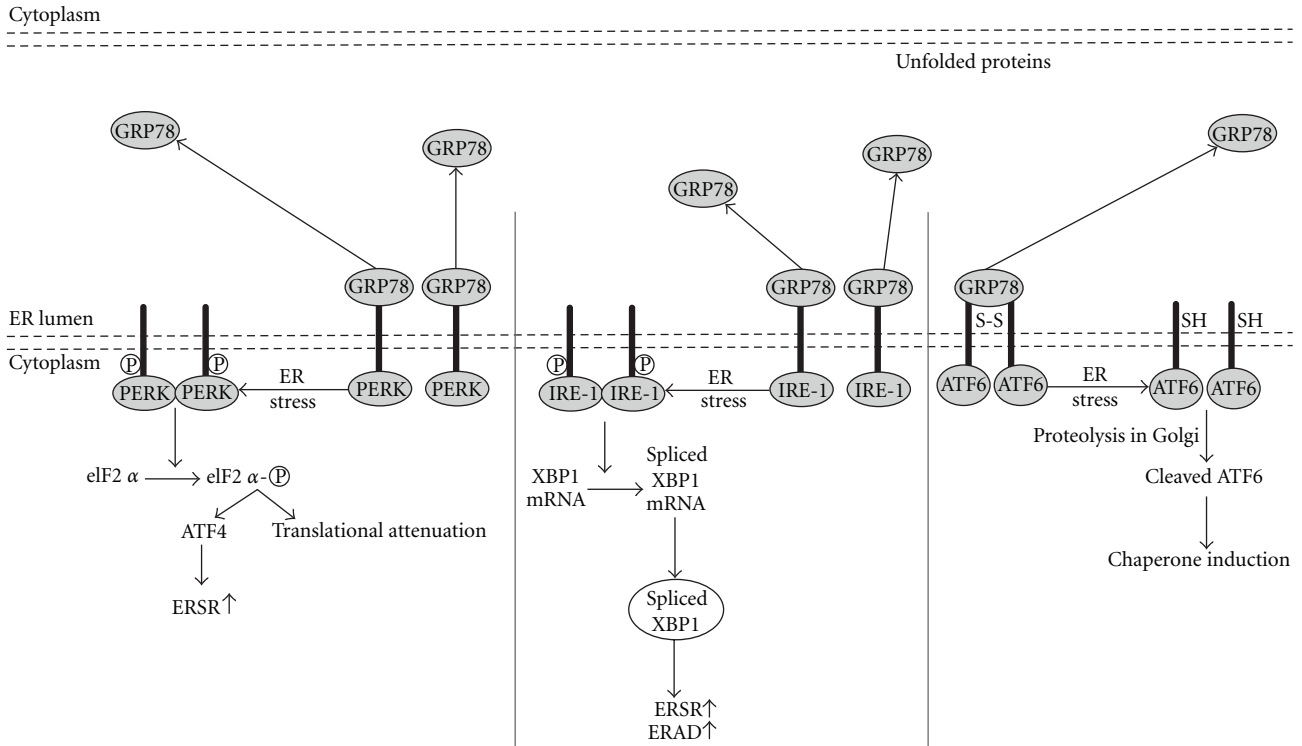 Cytoplasm
Unfolded proteins
GRP78
GRP78
GRP78
GRP78
GRP78
GRP78
GRP78
GRP78
GRP78
GRP78
ER lumen
Cytoplasm
P
P
PERK
PERK
ER
stress
PERK
PERK
elF2 α
elF2 α-P
ATF4
Translational attenuation
ERSR↑
P
P
IRE-1
IRE-1
ER
stress
IRE-1
IRE-1
XBP1
mRNA
Spliced
XBP1
mRNA
Spliced
XBP1
ERSR↑
ERAD↑
S-S
SH
SH
ATF6
ATF6
ER
stress
ATF6
ATF6
Proteolysis in Golgi
Cleaved ATF6
Chaperone induction